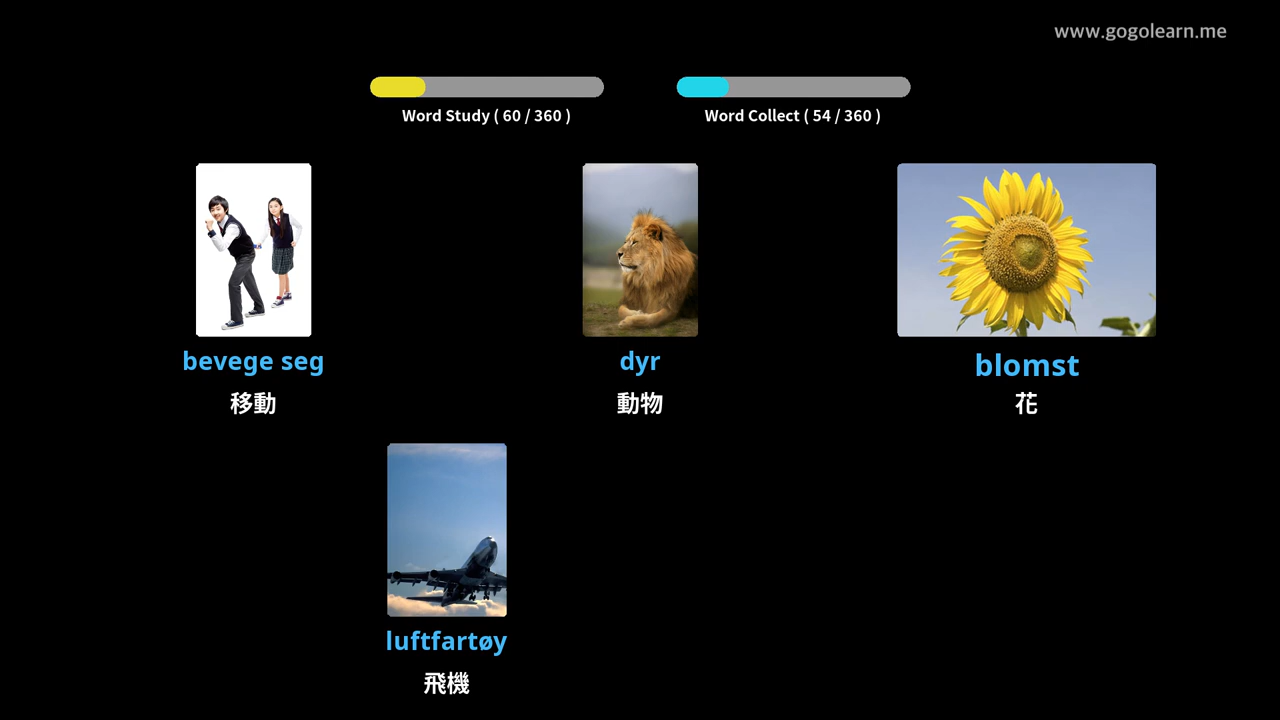 www.gogolearn.me
Word Study ( 60 / 360 )
Word Collect ( 54 / 360 )
bevege seg
移動
dyr
動物
blomst
花
luftfartøy
飛機